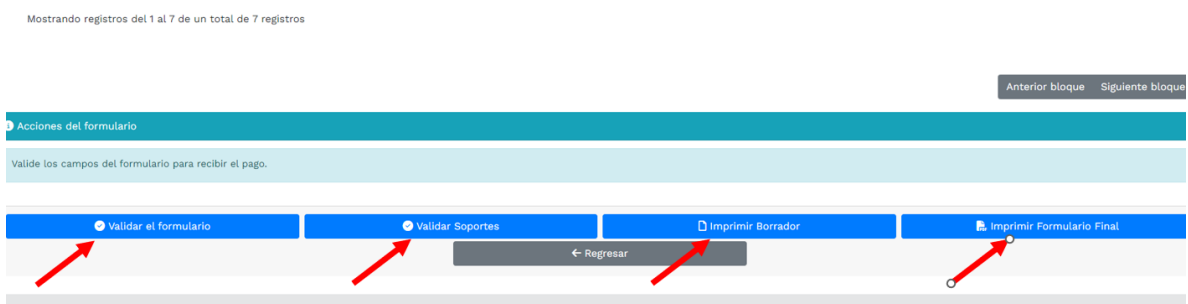 Mostrando registros del 1 al 7 de un total de 7 registros
Anterior bloque Siguiente bloque
Acciones del formulario
Valide los campos del formulario para recibir el pago.
Validar el formulario
Validar Soportes
Imprimir Borrador
Imprimir Formulario Final
Regresar